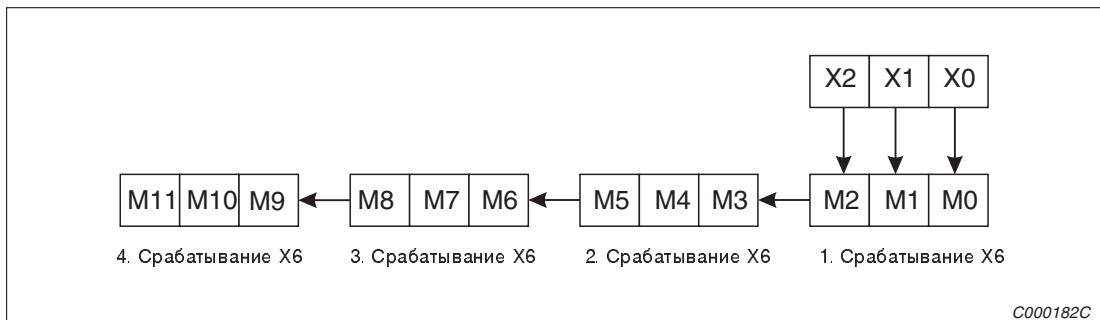 X2 X1 X0
M11 M10 M9 M8 M7 M6 M5 M4 M3 M2 M1 M0
4. Срабатывание X6 3. Срабатывание X6 2. Срабатывание X6 1. Срабатывание X6
C000182C